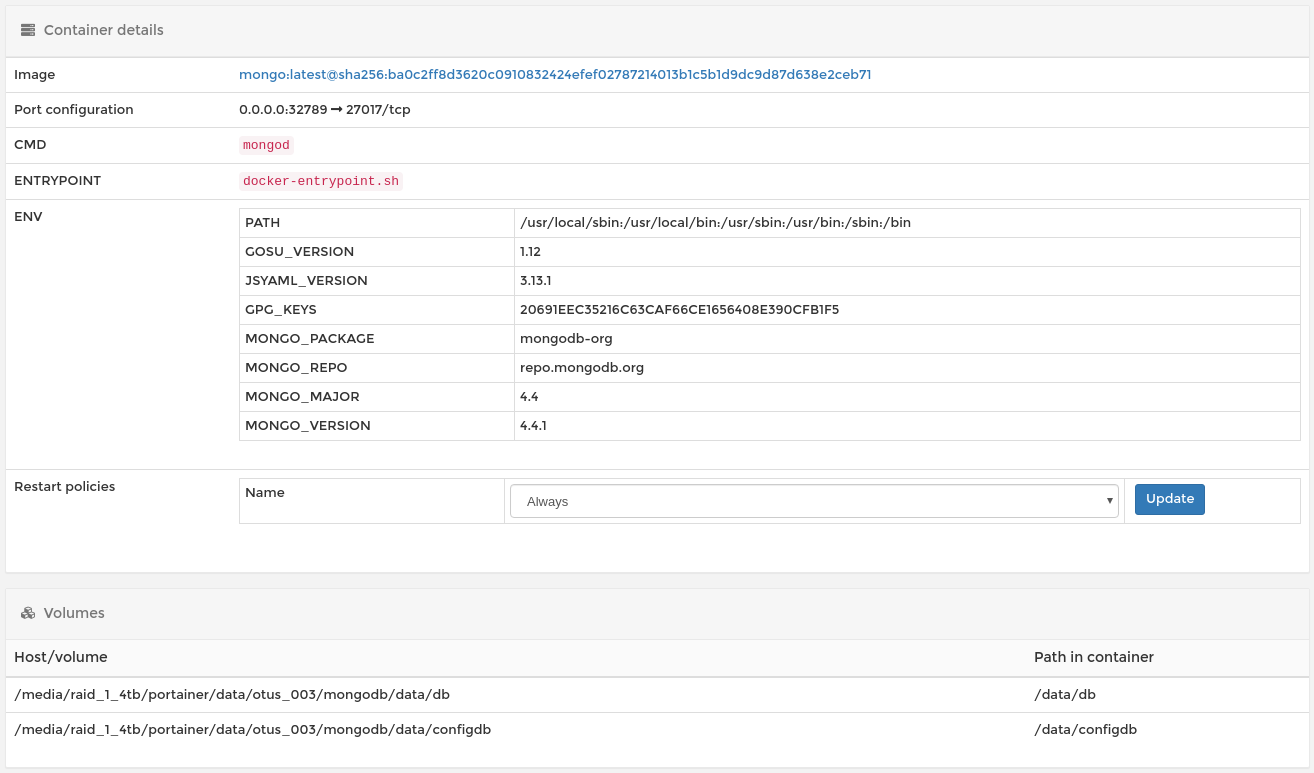 Container details
Image mongo:latest@sha256:ba0c2ff8d3620c0910832424efef02787214013b1c5b1d9dc9d87d638e2ceb71
Port configuration 0.0.0.0:32789 ➞ 27017/tcp
CMD mongod
ENTRYPOINT docker-entrypoint.sh
ENV PATH /usr/local/sbin:/usr/local/bin:/usr/sbin:/usr/bin:/sbin:/bin
GOSU_VERSION 1.12
JSYAML_VERSION 3.13.1
GPG_KEYS 20691EEC35216C63CAF66CE1656408E390CFB1F5
MONGO_PACKAGE mongodb-org
MONGO_REPO repo.mongodb.org
MONGO_MAJOR 4.4
MONGO_VERSION 4.4.1
Restart policies Name Always Update
Volumes
Host/volume Path in container
/media/raid_1_4tb/portainer/data/otus_003/mongodb/data/db /data/db
/media/raid_1_4tb/portainer/data/otus_003/mongodb/data/configdb /data/configdb